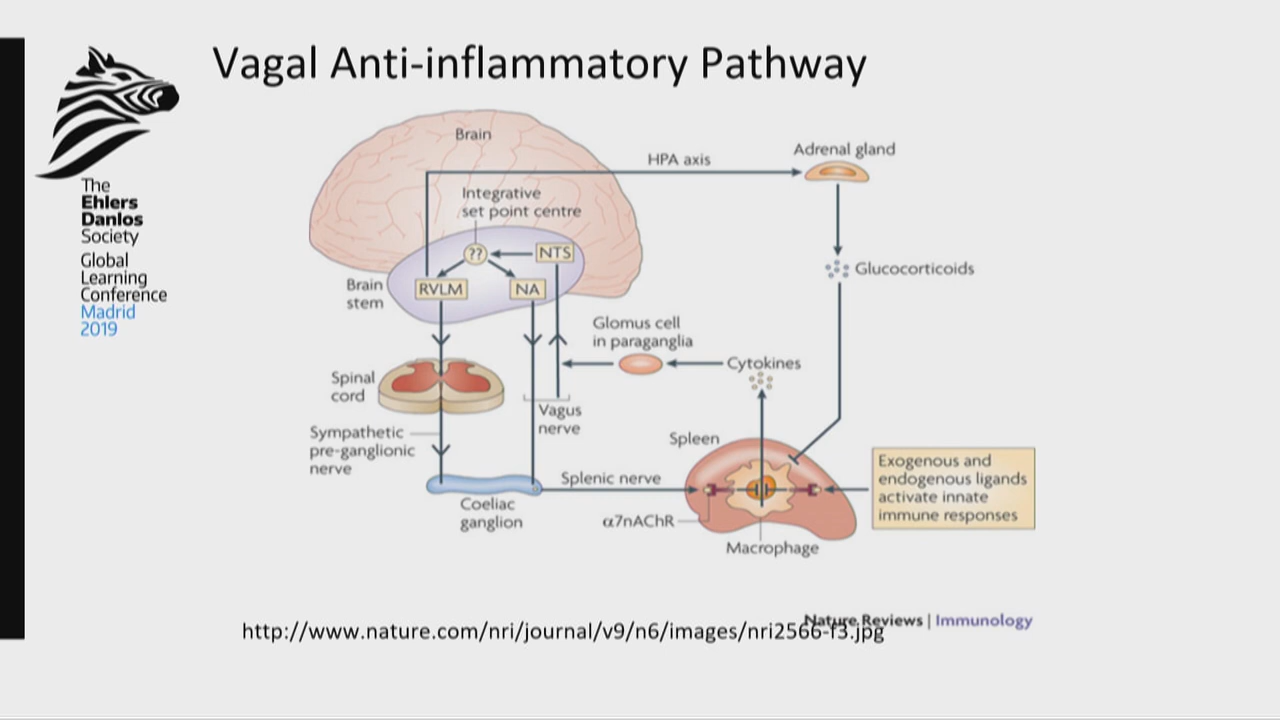 Vagal Anti-inflammatory Pathway
The
Ehlers
Danlos
Society
Global
Learning
Conference
Madrid
2019
Brain
HPA axis
Adrenal gland
Integrative
set point centre
??
NTS
RVLM
NA
Brain
stem
Glucocorticoids
Glomus cell
in paraganglia
Cytokines
Spinal
cord
Vagus
nerve
Sympathetic
pre-ganglionic
nerve
Spleen
Splenic nerve
Coeliac
ganglion
α7nAChR
Macrophage
Exogenous and
endogenous ligands
activate innate
immune responses
Nature Reviews | Immunology
http://www.nature.com/nri/journal/v9/n6/images/nri2566-f3.jpg